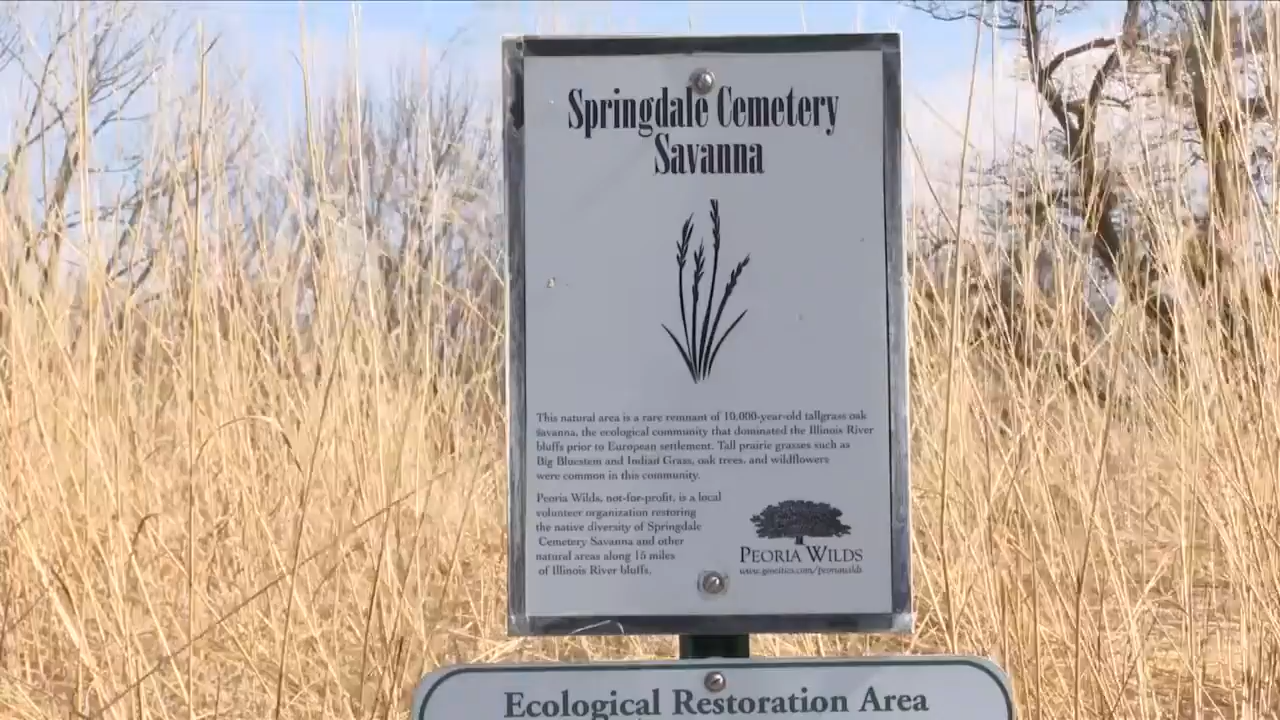 Springdale Cemetery
Savanna
This natural area is a rare remnant of 10,000-year-old tallgrass oak
savanna, the ecological community that dominated the Illinois River
bluffs prior to European settlement. Tall prairie grasses such as
Big Bluestem and Indian Grass, oak trees, and wildflowers
were common in this community.
Peoria Wilds, not-for-profit, is a local
volunteer organization restoring
the native diversity of Springdale
Cemetery Savanna and other
natural areas along 15 miles
of Illinois River bluffs.
PEORIA WILDS
www.geocities.com/peoriawilds
Ecological Restoration Area